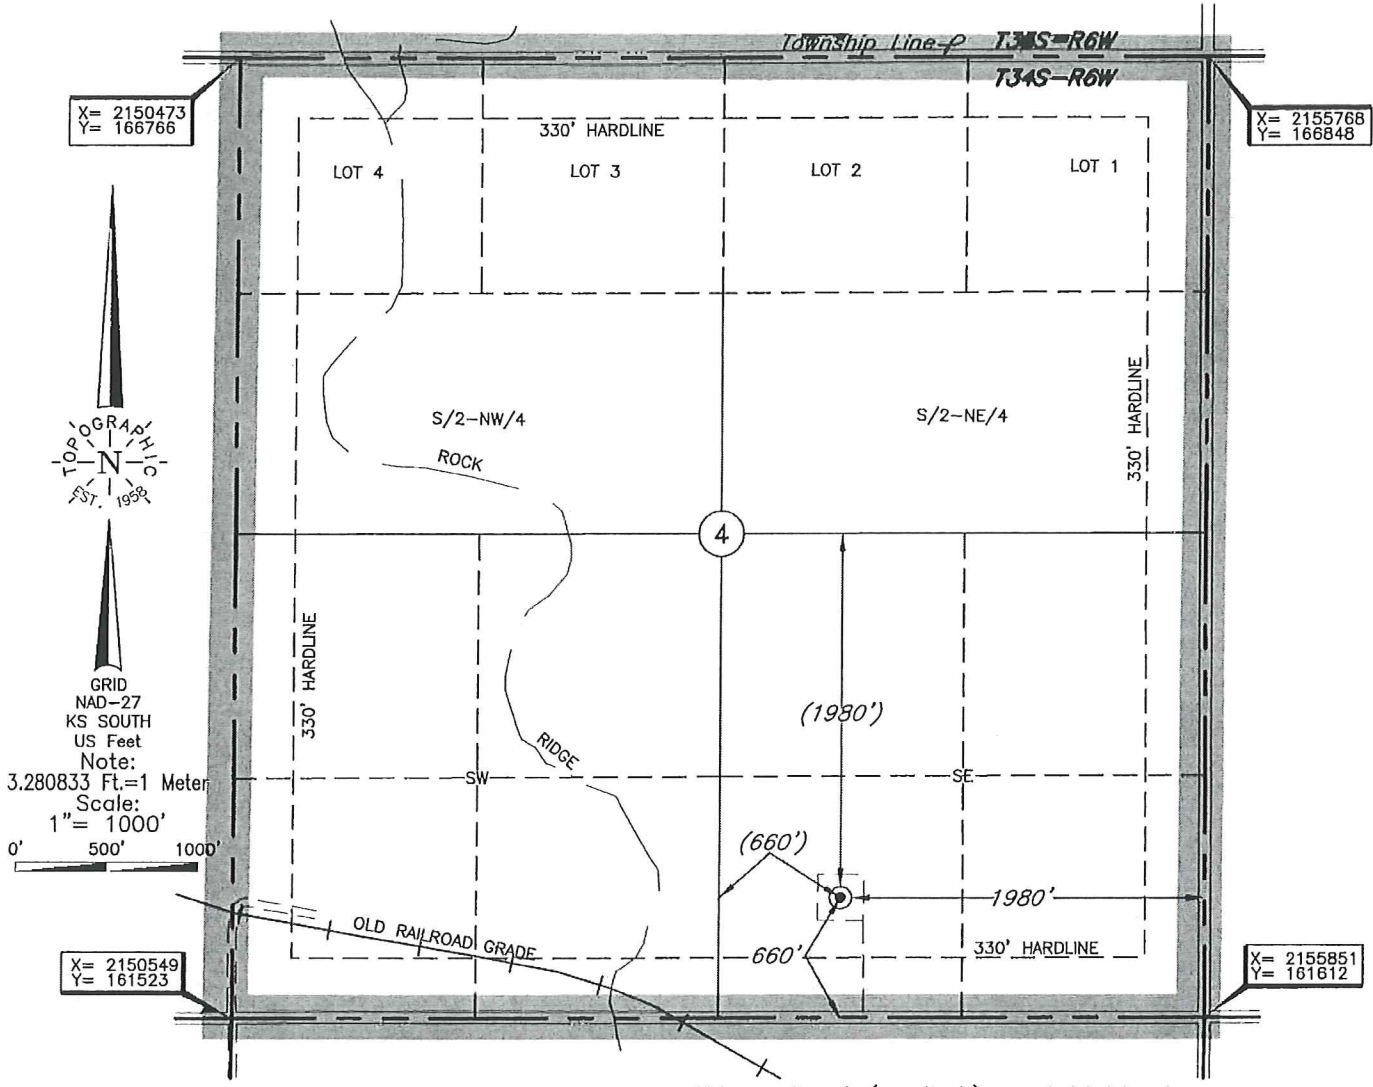 Township Line
T34S-R6W
X= 2150473
Y= 166766
X= 2155768
Y= 166848
330' HARDLINE
LOT 4
LOT 3
LOT 2
LOT 1
330' HARDLINE
S/2-NW/4
S/2-NE/4
ROCK
TOPOGRAPHIC
N
EST. 1958
4
330' HARDLINE
GRID
NAD-27
KS SOUTH
US Feet
Note:
3.280833 Ft.=1 Meter
Scale:
1"= 1000'
0' 500' 1000'
(1980')
RIDGE
SW
SE
(660')
1980'
OLD RAILROAD GRADE
660'
330' HARDLINE
X= 2150549
Y= 161523
X= 2155851
Y= 161612